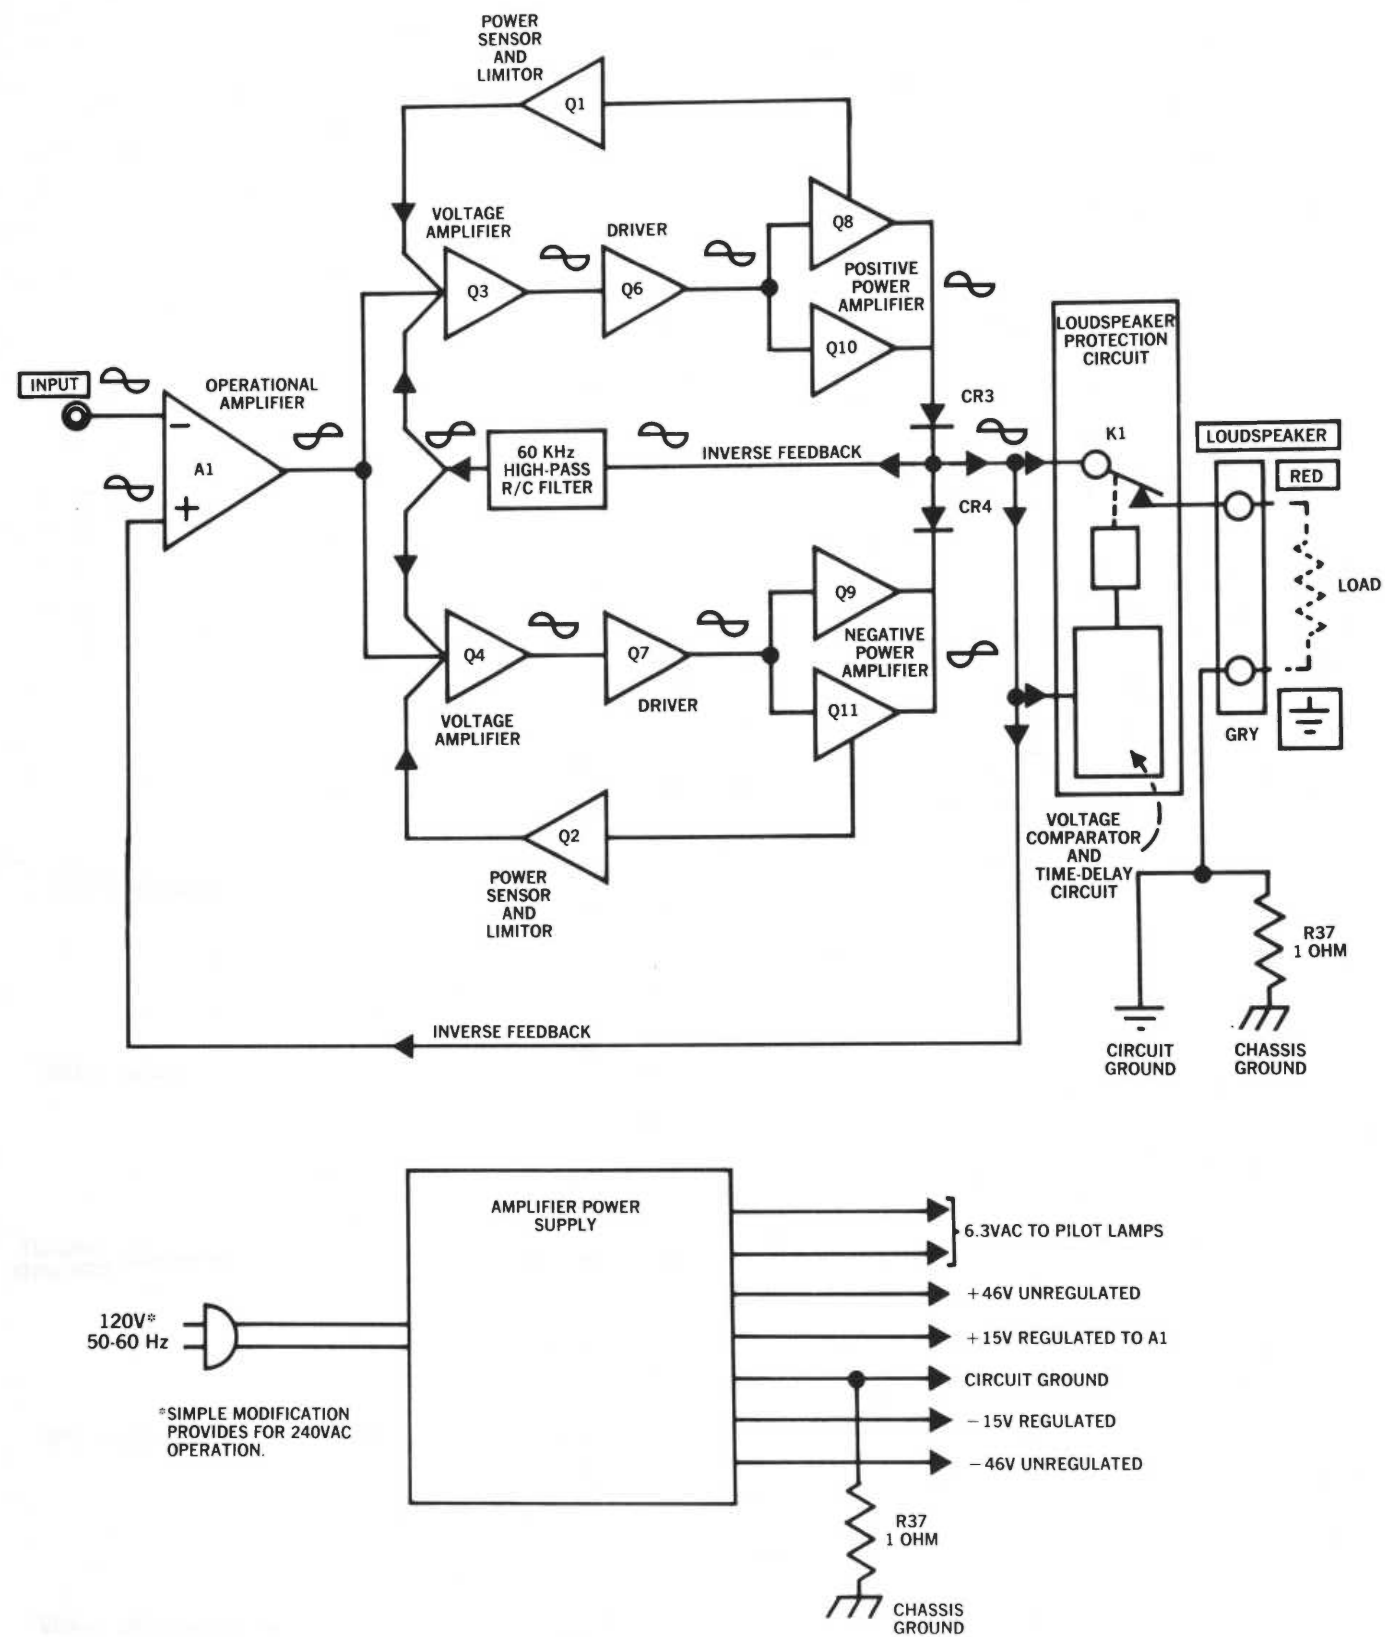 POWER
SENSOR
AND
LIMITOR
Q1
VOLTAGE
AMPLIFIER
DRIVER
Q8
Q3
Q6
POSITIVE
POWER
AMPLIFIER
Q10
LOUDSPEAKER
PROTECTION
CIRCUIT
INPUT
OPERATIONAL
AMPLIFIER
CR3
K1
LOUDSPEAKER
RED
−
A1
+
60 KHz
HIGH-PASS
R/C FILTER
INVERSE FEEDBACK
CR4
LOAD
Q9
NEGATIVE
POWER
AMPLIFIER
Q4
Q7
DRIVER
Q11
VOLTAGE
AMPLIFIER
GRY
Q2
POWER
SENSOR
AND
LIMITOR
VOLTAGE
COMPARATOR
AND
TIME-DELAY
CIRCUIT
R37
1 OHM
INVERSE FEEDBACK
CIRCUIT
GROUND
CHASSIS
GROUND
AMPLIFIER POWER
SUPPLY
6.3VAC TO PILOT LAMPS
+46V UNREGULATED
120V*
50-60 Hz
+15V REGULATED TO A1
CIRCUIT GROUND
*SIMPLE MODIFICATION
PROVIDES FOR 240VAC
OPERATION.
−15V REGULATED
−46V UNREGULATED
R37
1 OHM
CHASSIS
GROUND